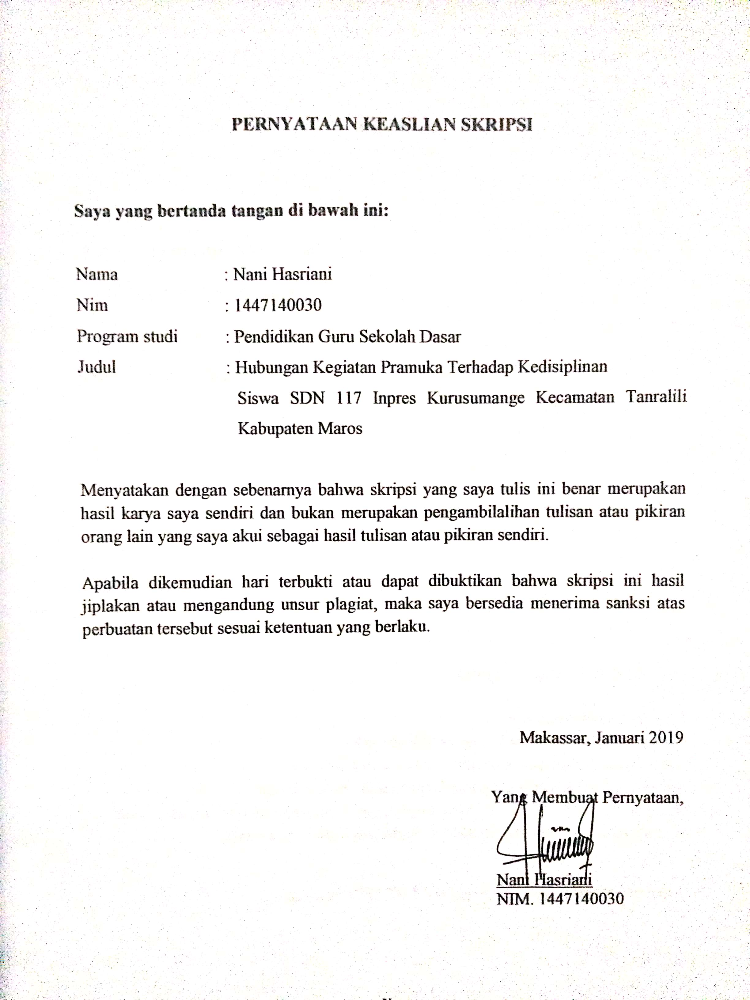 PERNYATAAN KEASLIAN SKRIPSI
Saya yang bertanda tangan di bawah ini:
Nama : Nani Hasriani
Nim : 1447140030
Program studi : Pendidikan Guru Sekolah Dasar
Judul : Hubungan Kegiatan Pramuka Terhadap Kedisiplinan
Siswa SDN 117 Inpres Kurusumange Kecamatan Tanralili
Kabupaten Maros
Menyatakan dengan sebenarnya bahwa skripsi yang saya tulis ini benar merupakan
hasil karya saya sendiri dan bukan merupakan pengambilalihan tulisan atau pikiran
orang lain yang saya akui sebagai hasil tulisan atau pikiran sendiri.
Apabila dikemudian hari terbukti atau dapat dibuktikan bahwa skripsi ini hasil
jiplakan atau mengandung unsur plagiat, maka saya bersedia menerima sanksi atas
perbuatan tersebut sesuai ketentuan yang berlaku.
Makassar, Januari 2019
Yang Membuat Pernyataan,
Nani Hasriani
NIM. 1447140030